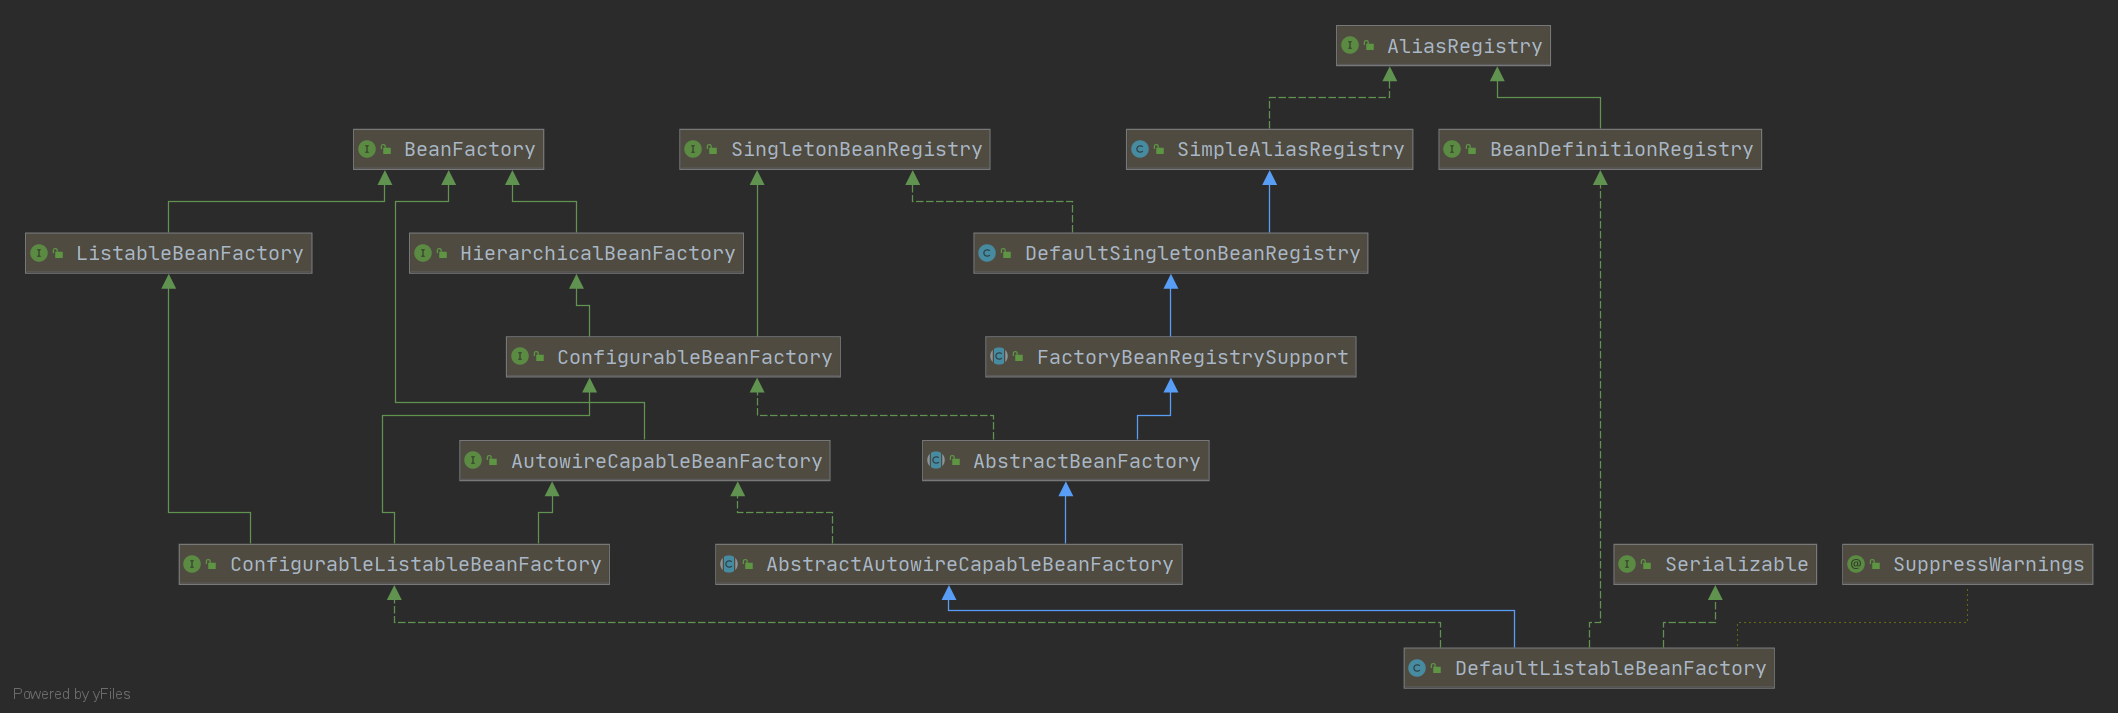 AliasRegistry
BeanFactory
SingletonBeanRegistry
SimpleAliasRegistry
BeanDefinitionRegistry
ListableBeanFactory
HierarchicalBeanFactory
DefaultSingletonBeanRegistry
ConfigurableBeanFactory
FactoryBeanRegistrySupport
AutowireCapableBeanFactory
AbstractBeanFactory
ConfigurableListableBeanFactory
AbstractAutowireCapableBeanFactory
Serializable
SuppressWarnings
DefaultListableBeanFactory
Powered by yFiles